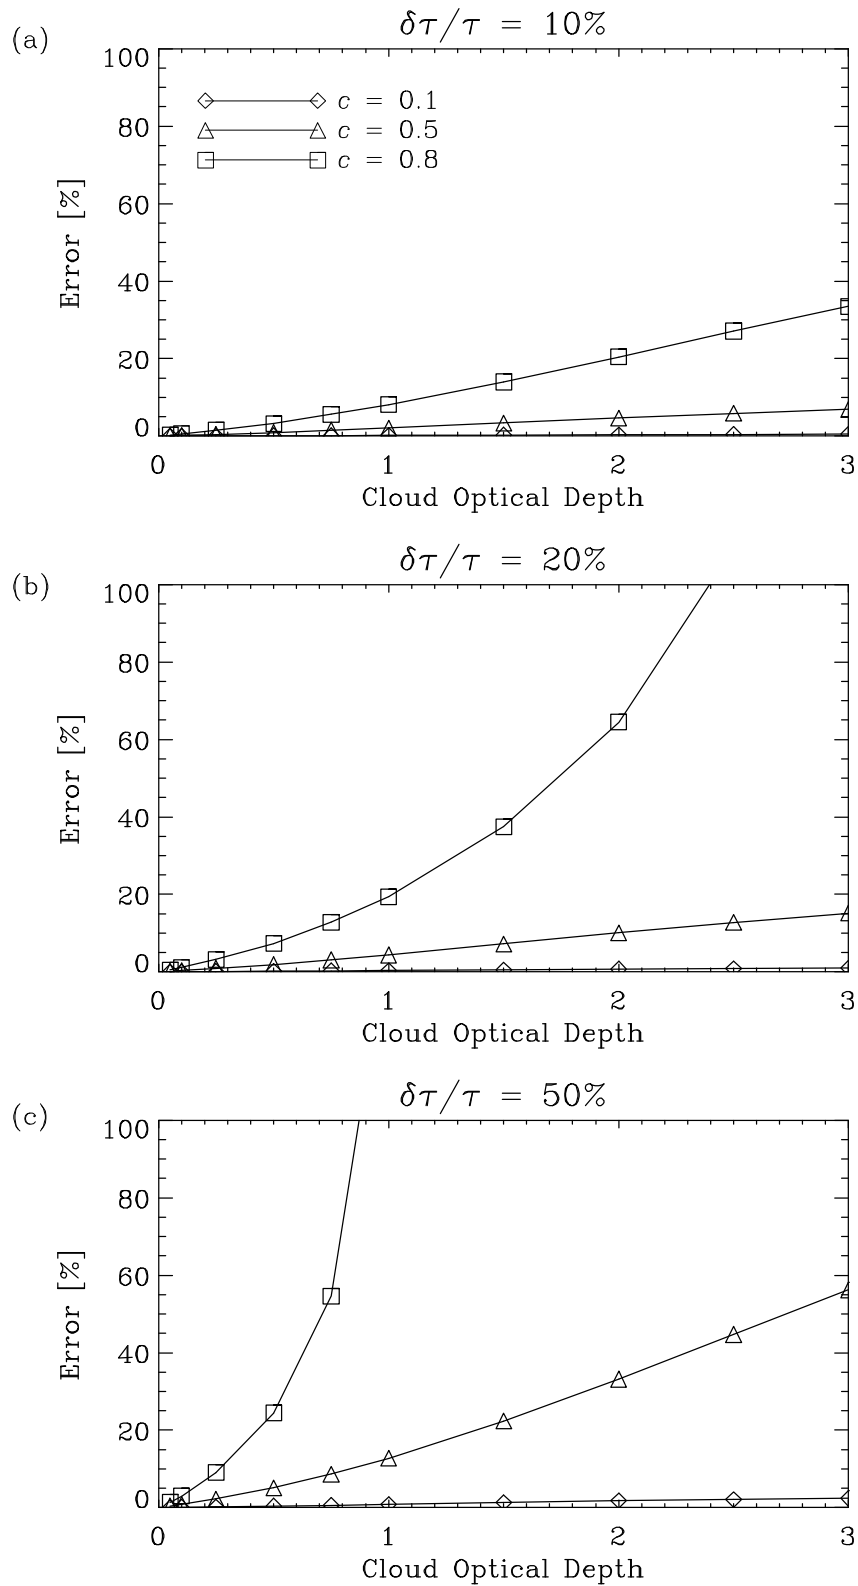 (a)
δτ/τ = 10%
100
80
60
40
20
0
Error [%]
c = 0.1
c = 0.5
c = 0.8
0 1 2 3
Cloud Optical Depth
(b)
δτ/τ = 20%
100
80
60
40
20
0
Error [%]
0 1 2 3
Cloud Optical Depth
(c)
δτ/τ = 50%
100
80
60
40
20
0
Error [%]
0 1 2 3
Cloud Optical Depth